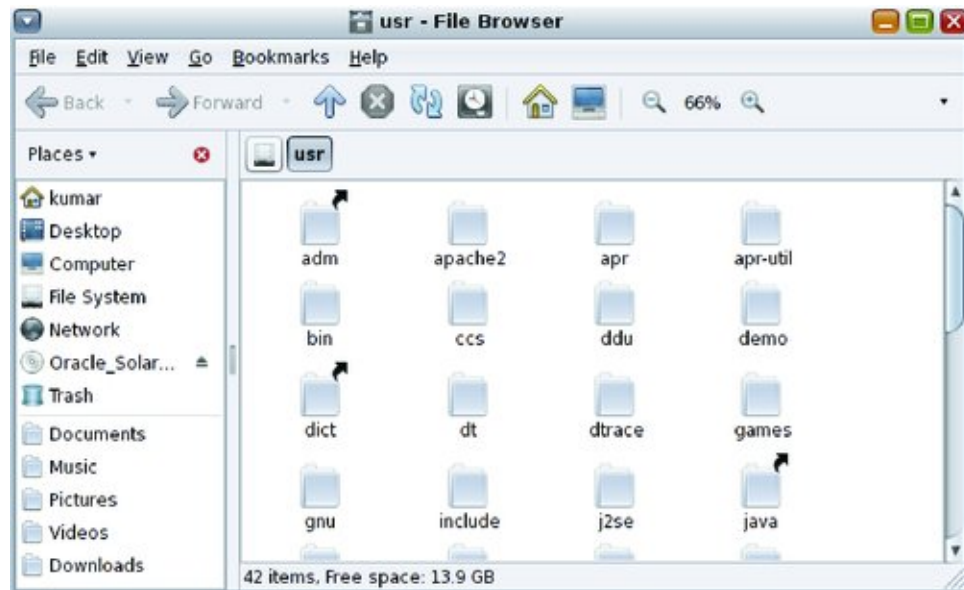 usr - File Browser
File Edit View Go Bookmarks Help
Back Forward 66%
Places
usr
kumar
Desktop
Computer
File System
Network
Oracle_Solar...
Trash
Documents
Music
Pictures
Videos
Downloads
adm apache2 apr apr-util
bin ccs ddu demo
dict dt dtrace games
gnu include j2se java
42 items, Free space: 13.9 GB